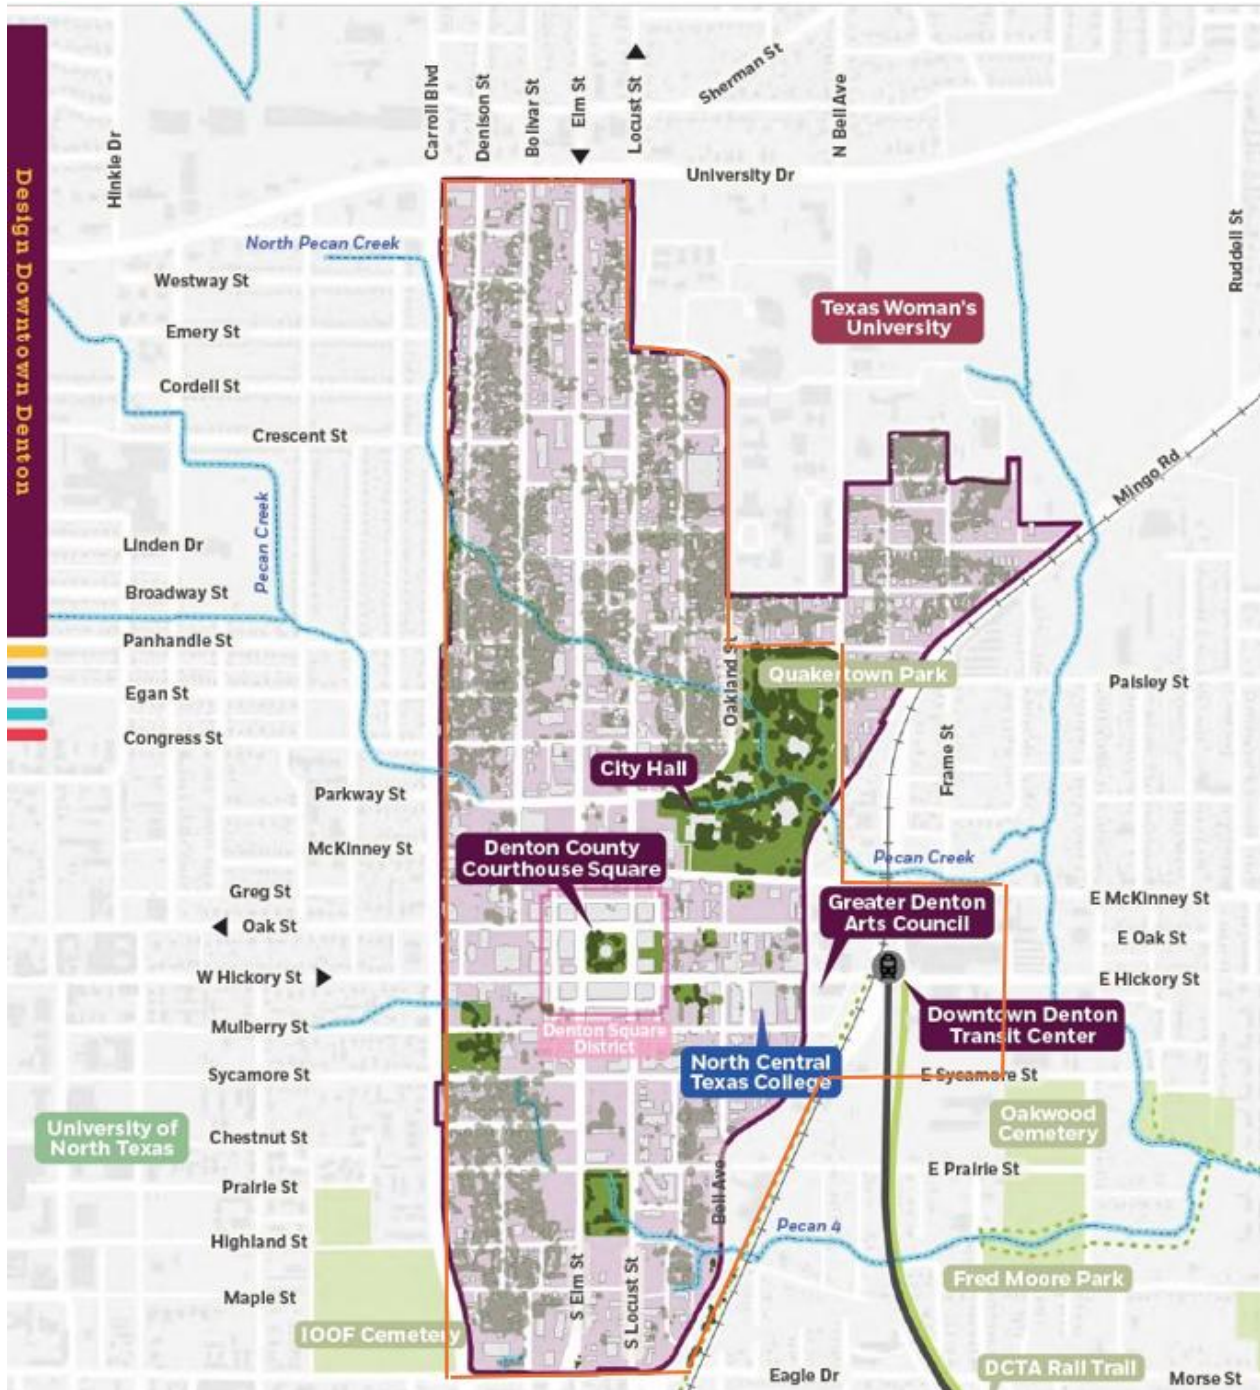 Design Downtown Denton
Hinkle Dr
Carroll Blvd
Denison St
Bolivar St
Elm St
Locust St
Sherman St
N Bell Ave
University Dr
Ruddell St
North Pecan Creek
Westway St
Emery St
Cordell St
Crescent St
Pecan Creek
Linden Dr
Broadway St
Panhandle St
Egan St
Congress St
Parkway St
McKinney St
Greg St
Oak St
W Hickory St
Mulberry St
Sycamore St
Chestnut St
Prairie St
Highland St
Maple St
Texas Woman's
University
Mingo Rd
Oakland St
Quakertown Park
Paisley St
Frame St
City Hall
Denton County
Courthouse Square
Pecan Creek
Greater Denton
Arts Council
E McKinney St
E Oak St
E Hickory St
Downtown Denton
Transit Center
Denton Square
District
North Central
Texas College
E Sycamore St
Oakwood
Cemetery
University of
North Texas
E Prairie St
Bell Ave
Pecan 4
S Elm St
S Locust St
Fred Moore Park
IOOF Cemetery
Eagle Dr
DCTA Rail Trail
Morse St